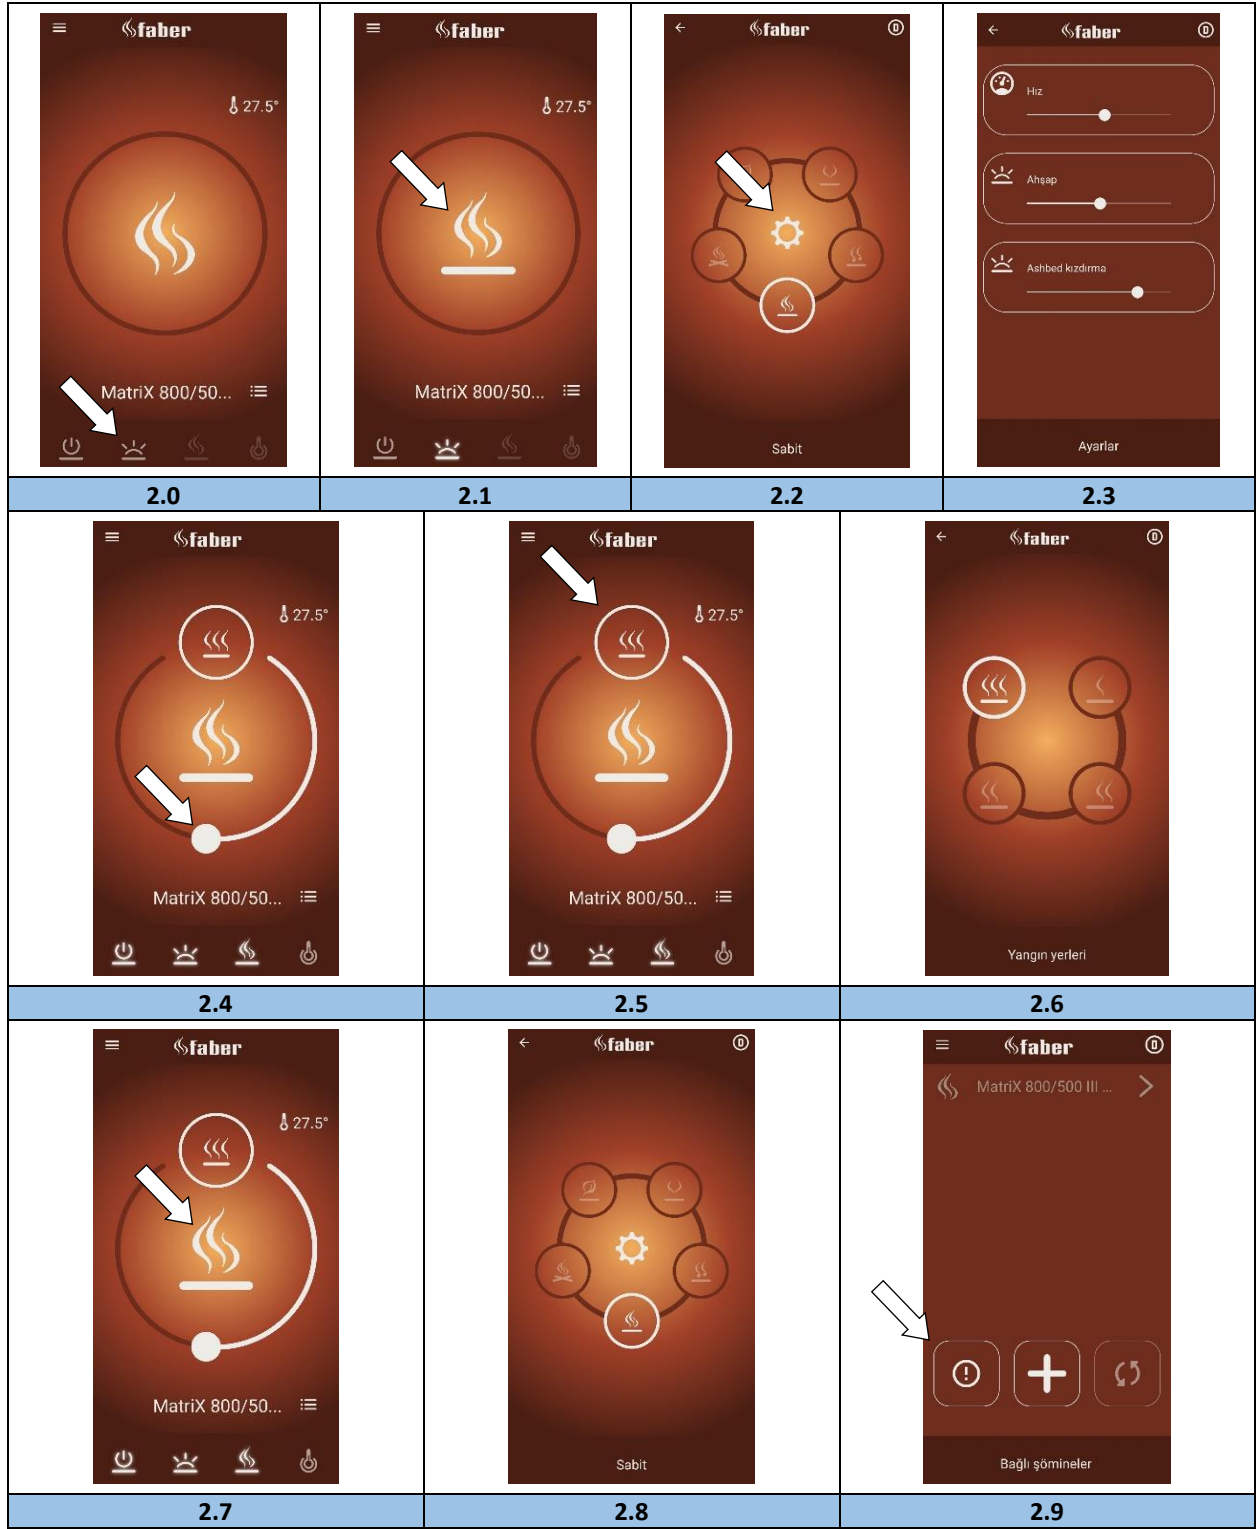 faber
27.5°
MatriX 800/50...
2.0
faber
27.5°
MatriX 800/50...
2.1
faber
D
Sabit
2.2
faber
D
Hız
Ahşap
Ashbed kızdırma
Ayarlar
2.3
faber
27.5°
MatriX 800/50...
2.4
faber
27.5°
MatriX 800/50...
2.5
faber
D
Yangın yerleri
2.6
faber
27.5°
MatriX 800/50...
2.7
faber
D
Sabit
2.8
faber
D
MatriX 800/500 III ...
Bağlı şömineler
2.9